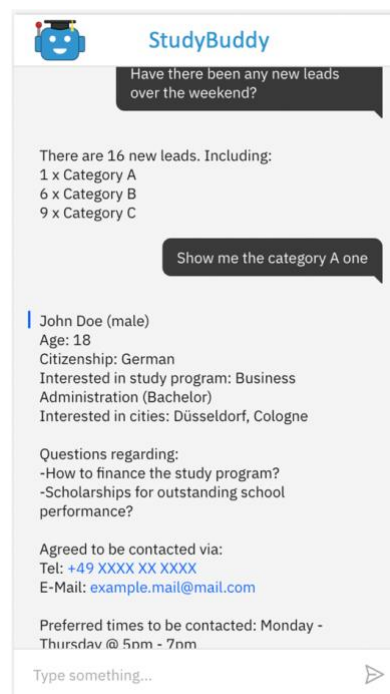 StudyBuddy
Have there been any new leads
over the weekend?
There are 16 new leads. Including:
1 x Category A
6 x Category B
9 x Category C
Show me the category A one
John Doe (male)
Age: 18
Citizenship: German
Interested in study program: Business
Administration (Bachelor)
Interested in cities: Düsseldorf, Cologne
Questions regarding:
-How to finance the study program?
-Scholarships for outstanding school
performance?
Agreed to be contacted via:
Tel: +49 XXXX XX XXXX
E-Mail: example.mail@mail.com
Preferred times to be contacted: Monday -
Thursday @ 5pm - 7pm
Type something...